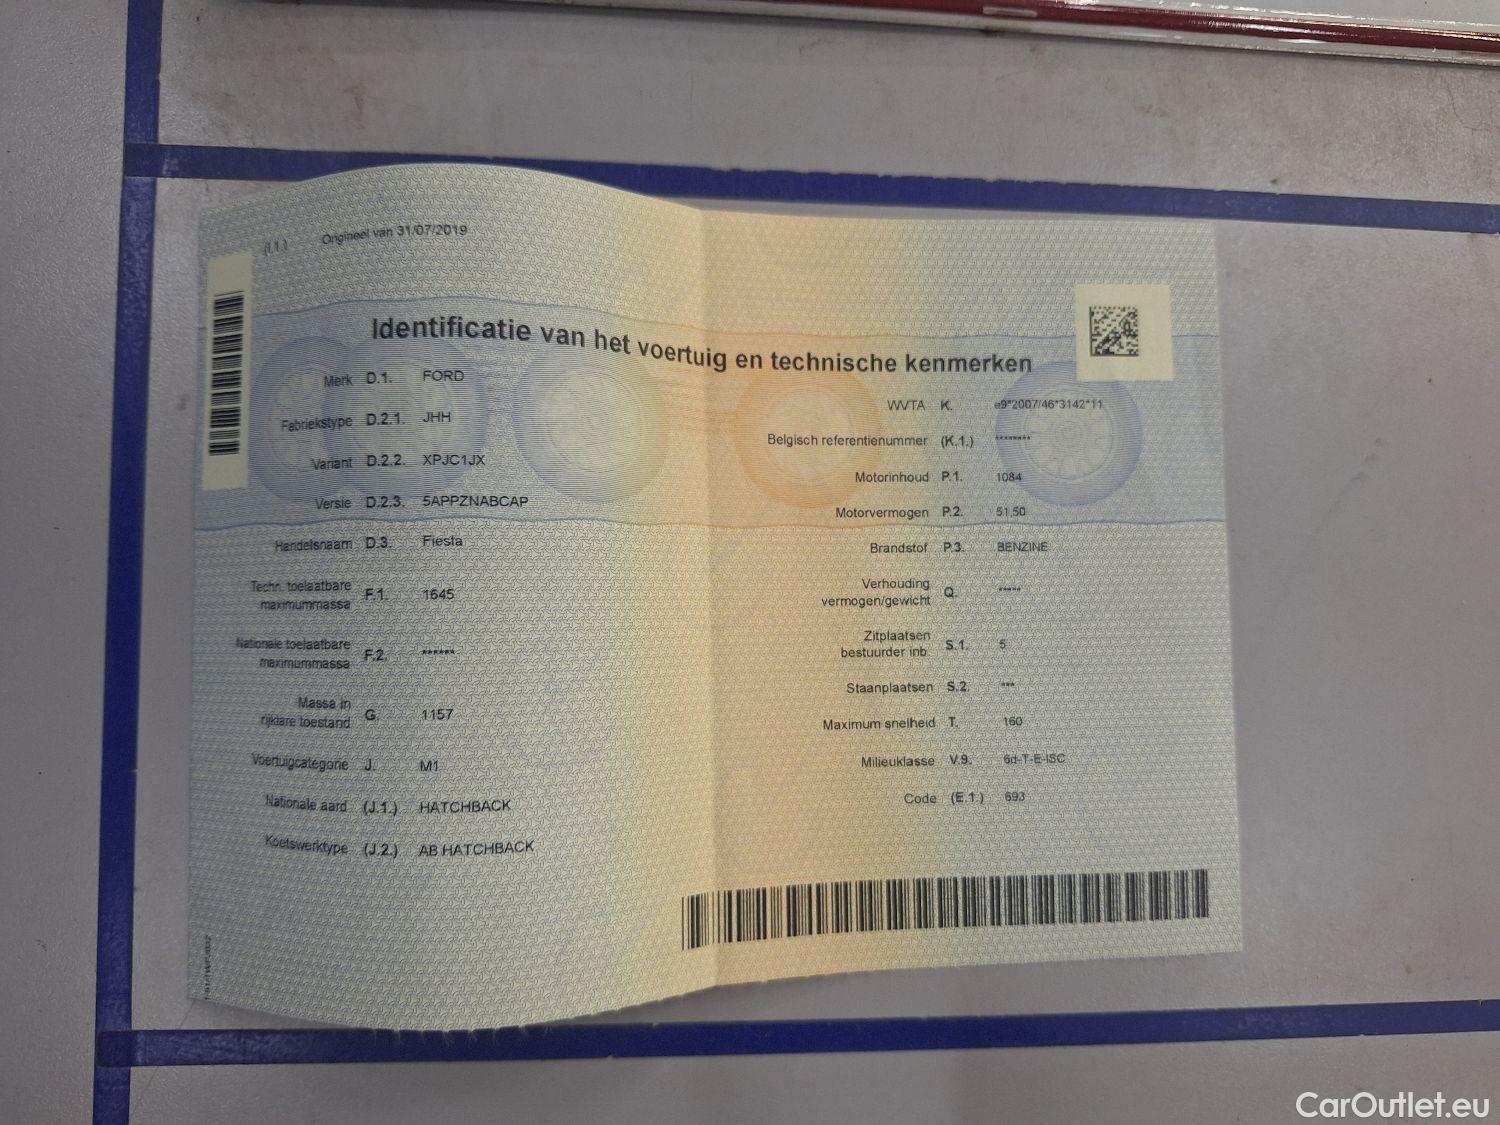 (I.1.) Origineel van 31/07/2019
Identificatie van het voertuig en technische kenmerken
Merk D.1. FORD
Fabriekstype D.2.1. JHH
Variant D.2.2. XPJC1JX
Versie D.2.3. 5APPZNABCAP
Handelsnaam D.3. Fiesta
Techn. toelaatbare
maximummassa F.1. 1645
Nationale toelaatbare
maximummassa F.2. ******
Massa in
rijklare toestand G. 1157
Voertuigcategorie J. M1
Nationale aard (J.1.) HATCHBACK
Koetswerktype (J.2.) AB HATCHBACK
WVTA K. e9*2007/46*3142*11
Belgisch referentienummer (K.1.) ********
Motorinhoud P.1. 1084
Motorvermogen P.2. 51,50
Brandstof P.3. BENZINE
Verhouding
vermogen/gewicht Q. *****
Zitplaatsen
bestuurder inb. S.1. 5
Staanplaatsen S.2. ***
Maximum snelheid T. 160
Milieuklasse V.9. 6d-T-E-ISC
Code (E.1.) 693
CarOutlet.eu